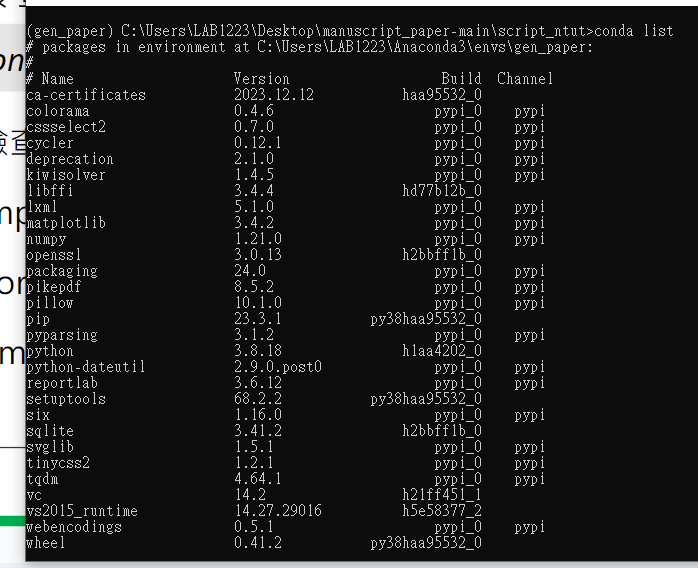 (gen_paper) C:\Users\LAB1223\Desktop\manuscript_paper-main\script_ntut>conda list
# packages in environment at C:\Users\LAB1223\Anaconda3\envs\gen_paper:
#
# Name Version Build Channel
ca-certificates 2023.12.12 haa95532_0
colorama 0.4.6 pypi_0 pypi
cssselect2 0.7.0 pypi_0 pypi
cycler 0.12.1 pypi_0 pypi
deprecation 2.1.0 pypi_0 pypi
kiwisolver 1.4.5 pypi_0 pypi
libffi 3.4.4 hd77b12b_0
lxml 5.1.0 pypi_0 pypi
matplotlib 3.4.2 pypi_0 pypi
numpy 1.21.0 pypi_0 pypi
openssl 3.0.13 h2bbff1b_0
packaging 24.0 pypi_0 pypi
pikepdf 8.5.2 pypi_0 pypi
pillow 10.1.0 pypi_0 pypi
pip 23.3.1 py38haa95532_0
pyparsing 3.1.2 pypi_0 pypi
python 3.8.18 h1aa4202_0
python-dateutil 2.9.0.post0 pypi_0 pypi
reportlab 3.6.12 pypi_0 pypi
setuptools 68.2.2 py38haa95532_0
six 1.16.0 pypi_0 pypi
sqlite 3.41.2 h2bbff1b_0
svglib 1.5.1 pypi_0 pypi
tinycss2 1.2.1 pypi_0 pypi
tqdm 4.64.1 pypi_0 pypi
vc 14.2 h21ff451_1
vs2015_runtime 14.27.29016 h5e58377_2
webencodings 0.5.1 pypi_0 pypi
wheel 0.41.2 py38haa95532_0